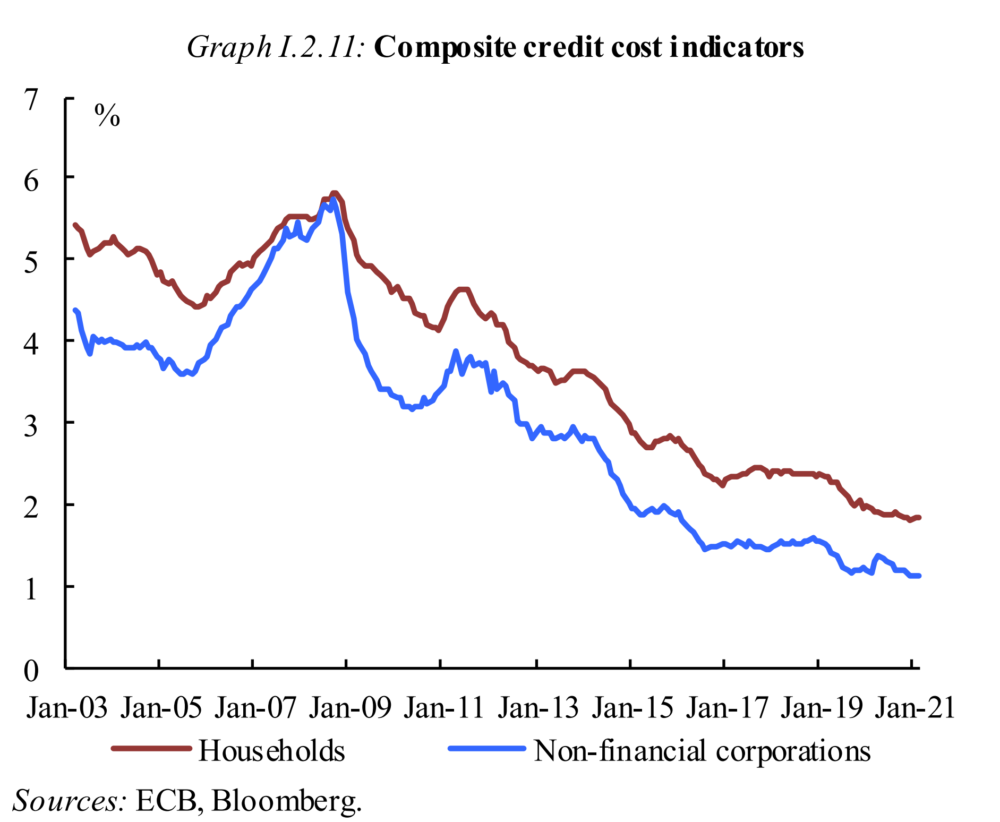 Graph I.2.11: Composite credit cost indicators
7
%
6
5
4
3
2
1
0
Jan-03 Jan-05 Jan-07 Jan-09 Jan-11 Jan-13 Jan-15 Jan-17 Jan-19 Jan-21
Households Non-financial corporations
Sources: ECB, Bloomberg.